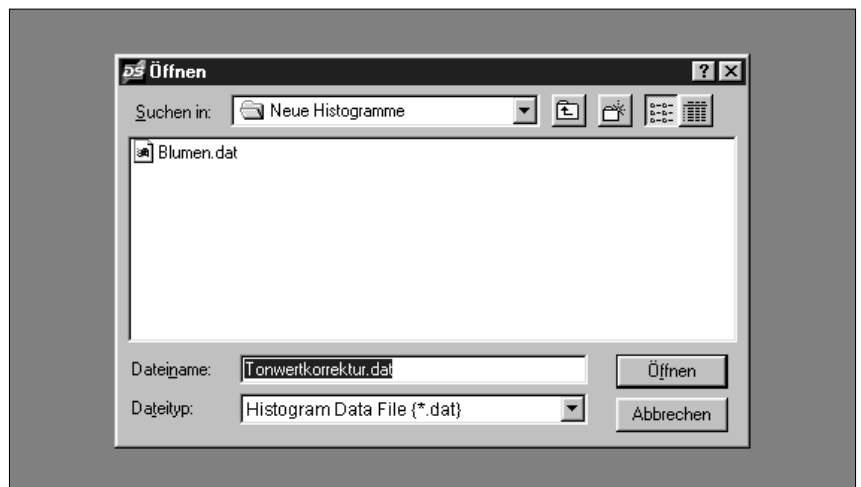 DS Öffnen
Suchen in: Neue Histogramme
Blumen.dat
Dateiname: Tonwertkorrektur.dat Öffnen
Dateityp: Histogram Data File {*.dat} Abbrechen